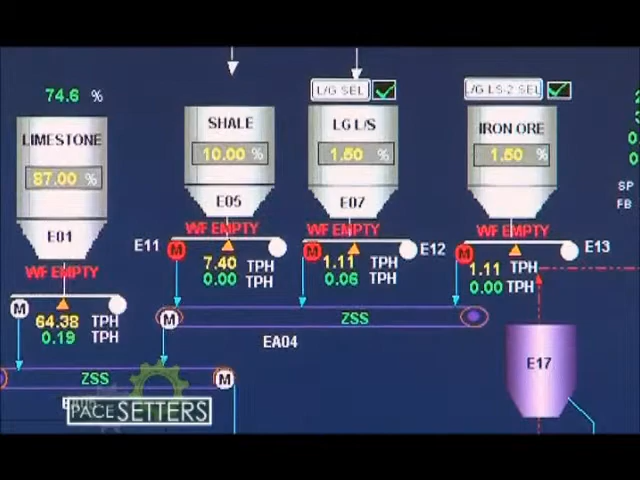 74.6 %
L/G SEL
L/G LS-2 SEL
LIMESTONE
87.00 %
E01
WF EMPTY
SHALE
10.00 %
E05
WF EMPTY
LG L/S
1.50 %
E07
WF EMPTY
IRON ORE
1.50 %
WF EMPTY
SP
FB
E11
M
7.40 TPH
0.00 TPH
M
E12
1.11 TPH
0.06 TPH
M
E13
1.11 TPH
0.00 TPH
M
64.38 TPH
0.19 TPH
M
ZSS
EA04
E17
ZSS
M
PACESETTERS